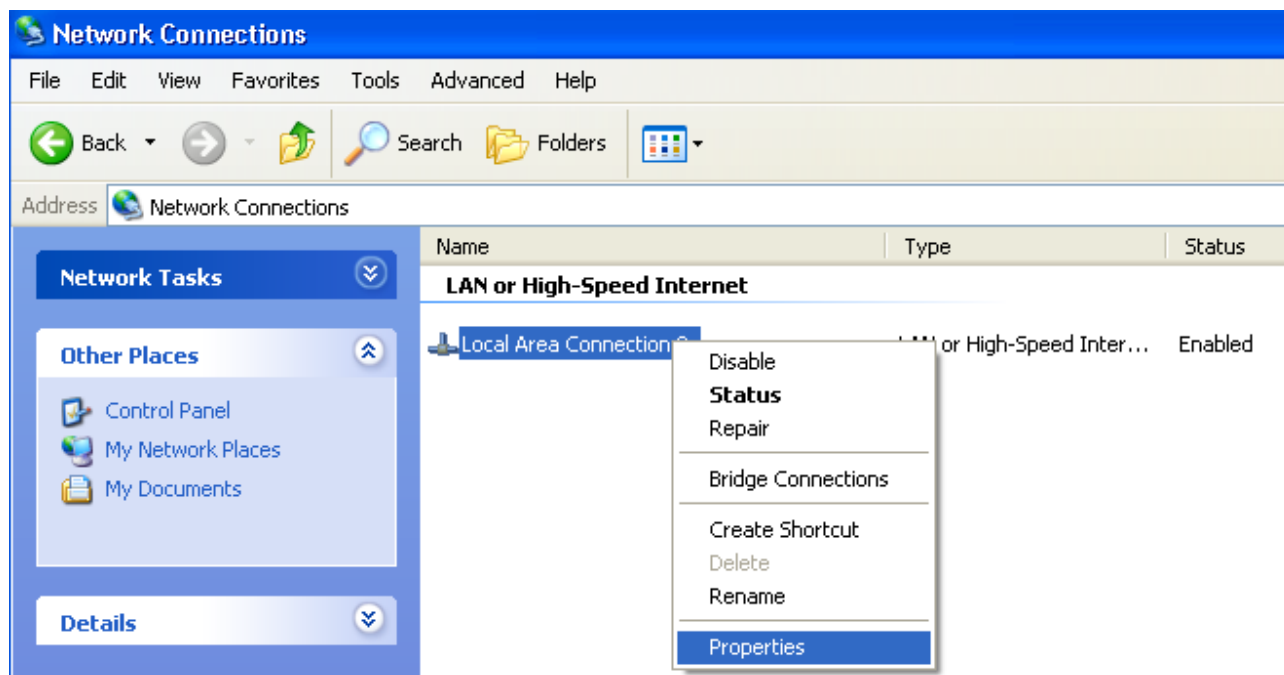 Network Connections
File Edit View Favorites Tools Advanced Help
Back Search Folders
Address Network Connections
Name Type Status
Network Tasks
LAN or High-Speed Internet
Other Places
Local Area Connection or High-Speed Inter... Enabled
Control Panel
My Network Places
My Documents
Details
Disable
Status
Repair
Bridge Connections
Create Shortcut
Delete
Rename
Properties